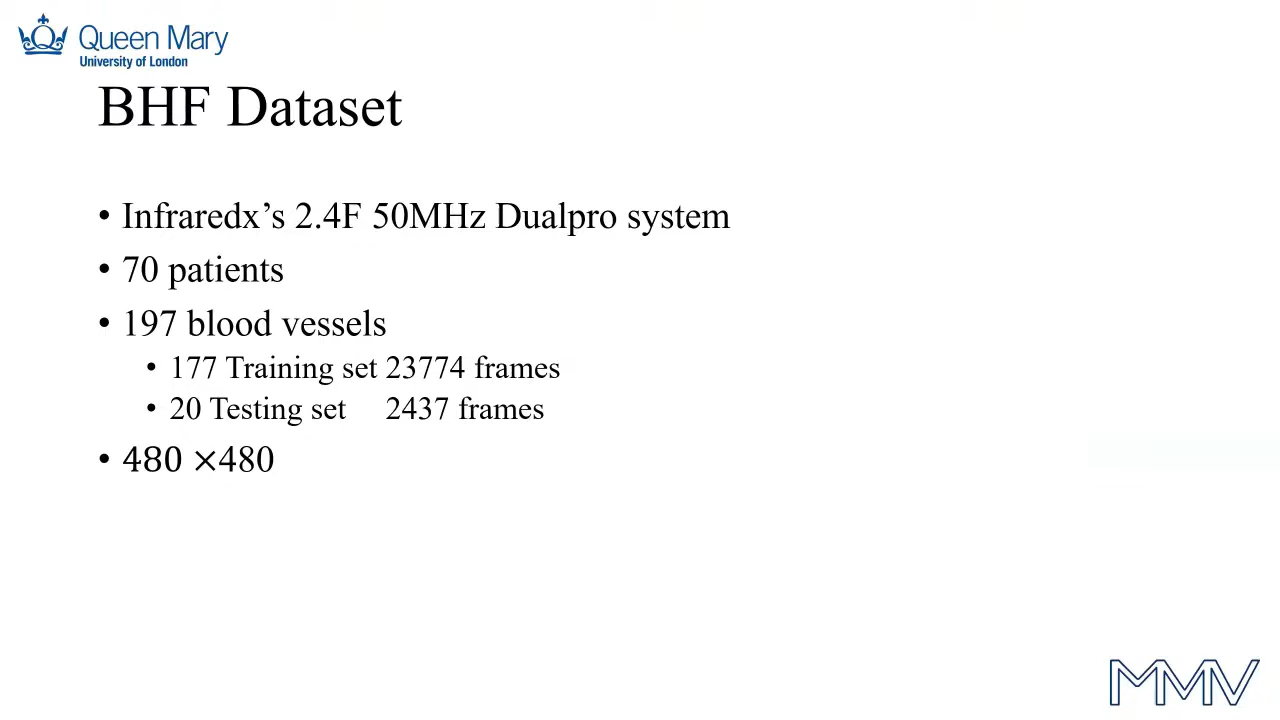 Queen Mary
University of London
BHF Dataset
• Infraredx’s 2.4F 50MHz Dualpro system
• 70 patients
• 197 blood vessels
• 177 Training set 23774 frames
• 20 Testing set 2437 frames
• 480 ×480
MMV